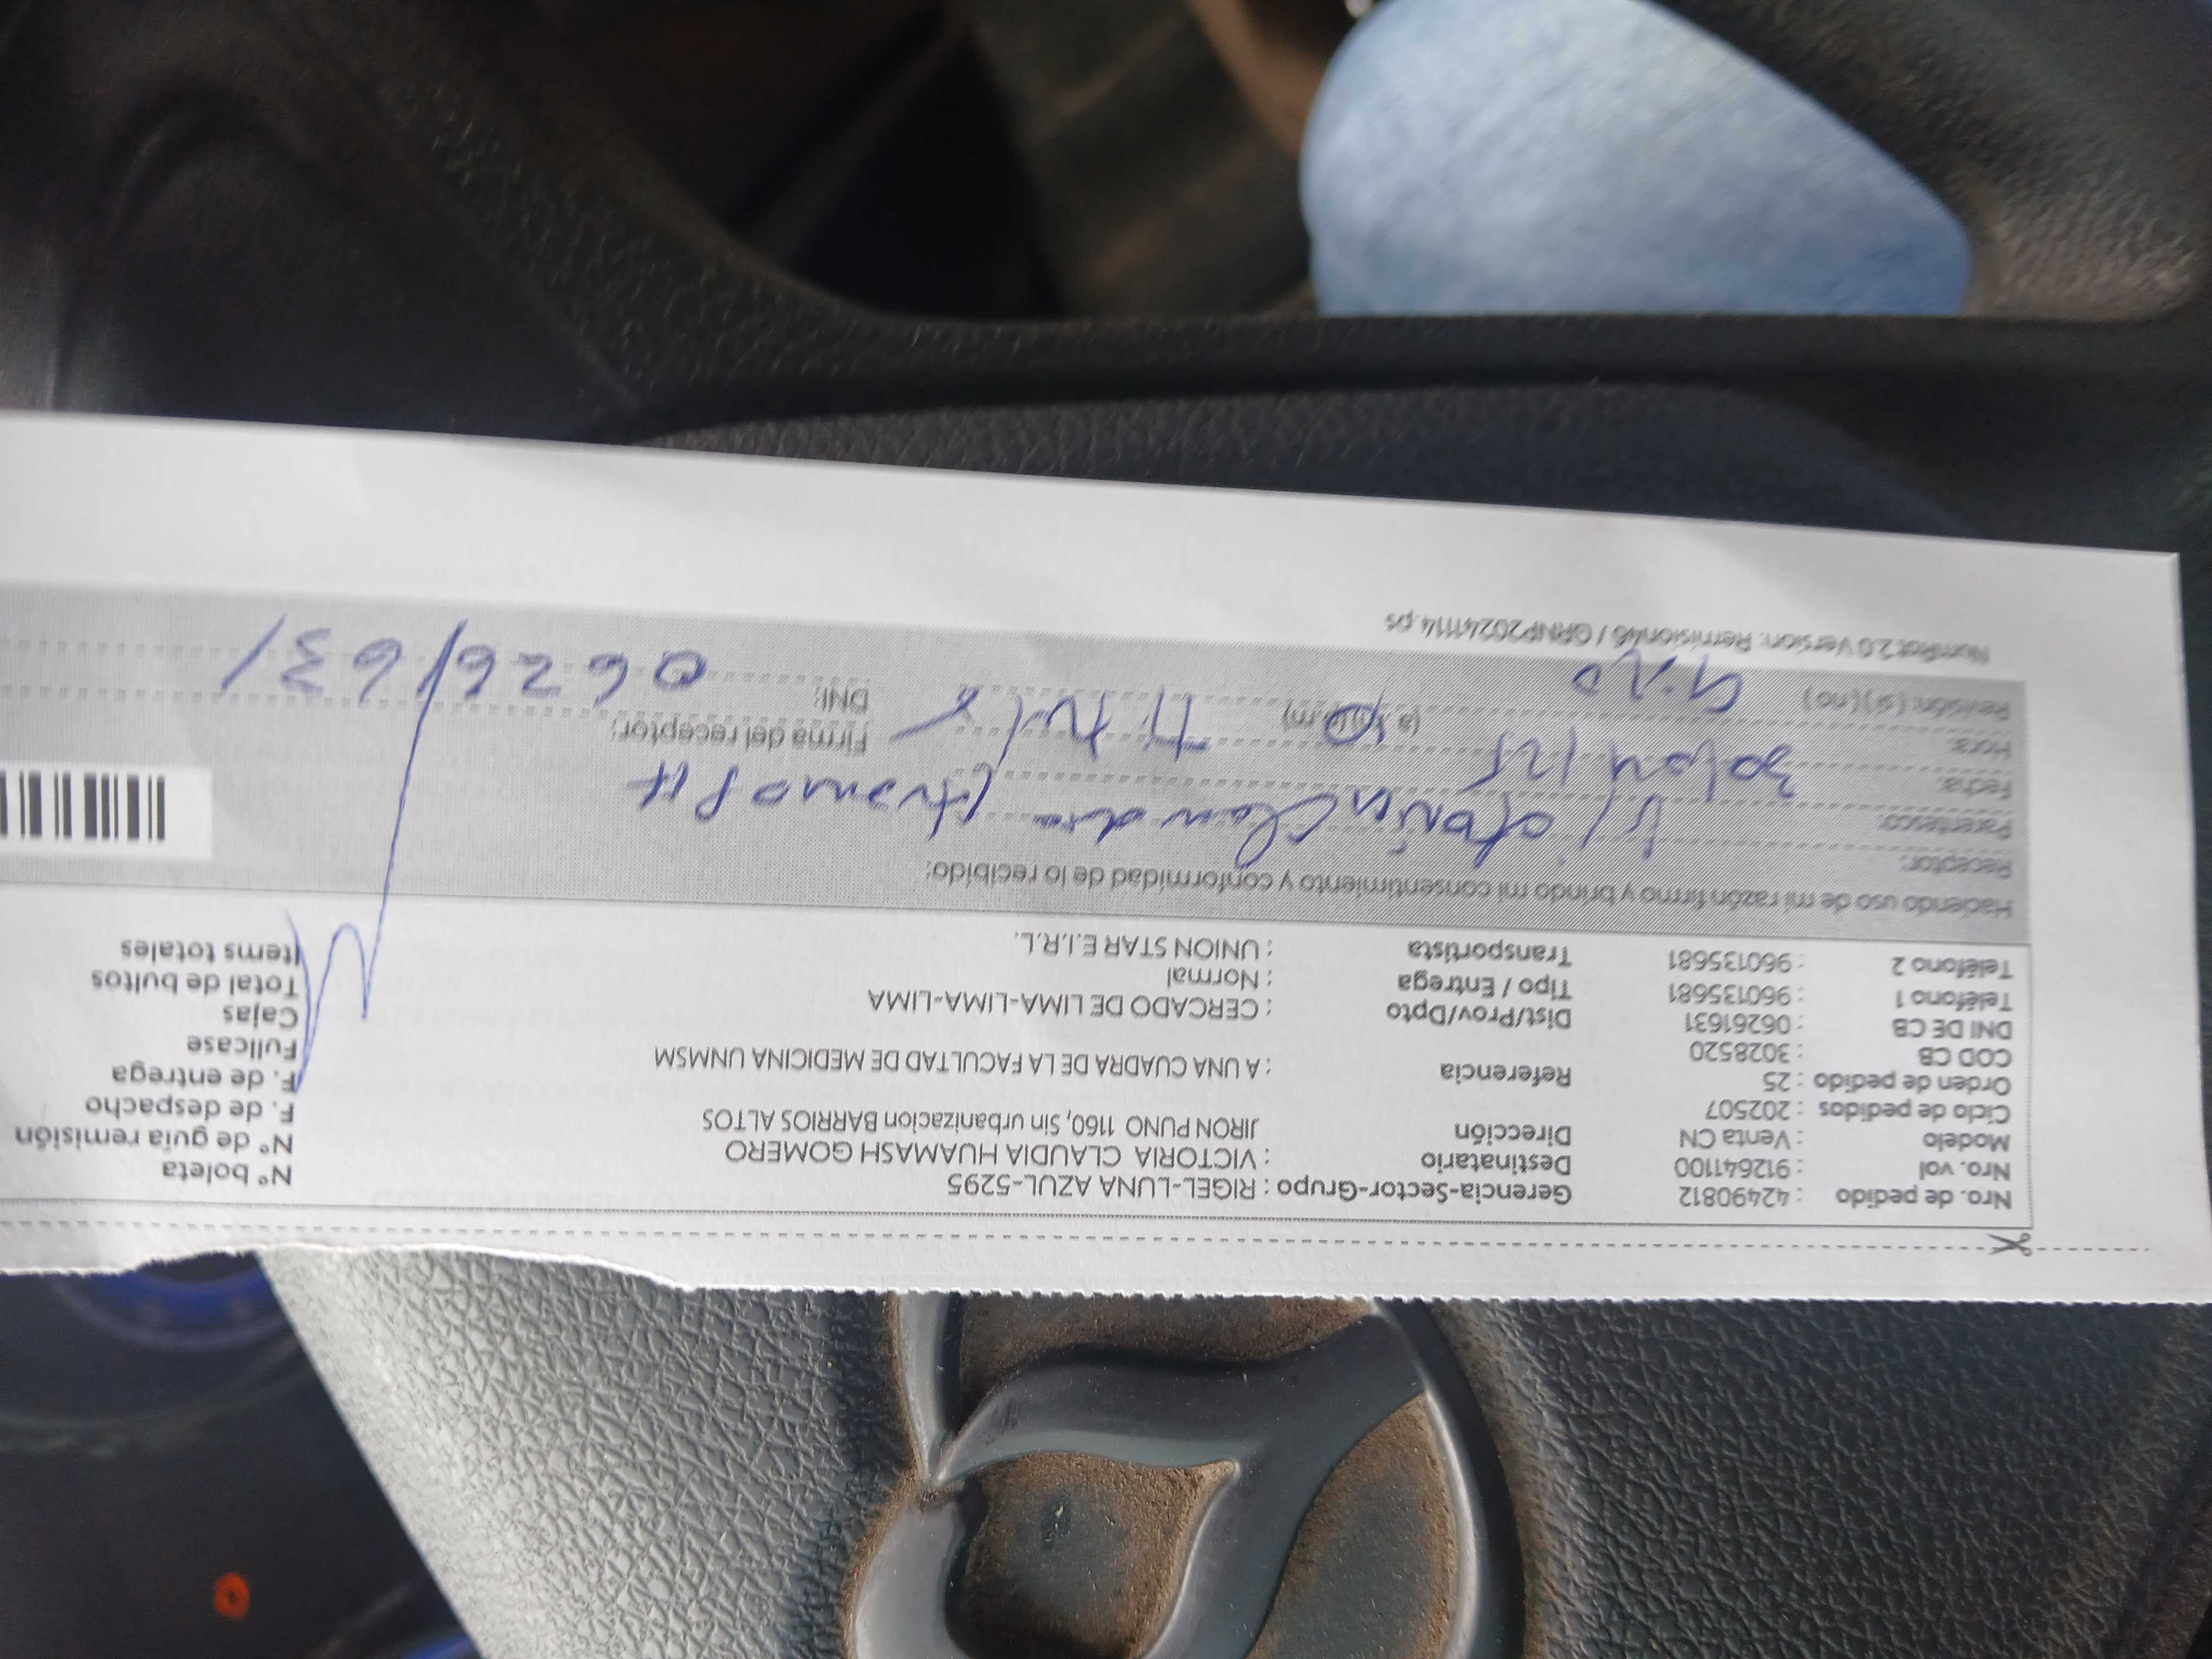 Nro. de pedido : 42490812 Gerencia-Sector-Grupo : RIGEL-LUNA AZUL-5295 N° boleta
Nro. vol : 912641100 Destinatario : VICTORIA CLAUDIA HUAMASH GOMERO N° de guía remisión
Modelo : Venta CN Dirección JIRON PUNO 1160, Sin urbanizacion BARRIOS ALTOS F. de despacho
Ciclo de pedidos : 202507 F. de entrega
Orden de pedido : 25 Referencia : A UNA CUADRA DE LA FACULTAD DE MEDICINA UNMSM Fullcase
COD CB : 3028520 Cajas
DNI DE CB : 06261631 Dist/Prov/Dpto : CERCADO DE LIMA-LIMA-LIMA Total de bultos
Teléfono 1 : 960135681 Tipo / Entrega : Normal Items totales
Teléfono 2 : 960135681 Transportista : UNION STAR E.I.R.L.
Haciendo uso de mi razón firmo y brindo mi consentimiento y conformidad de lo recibido;
Receptor:
Parentesco:
Fecha: 30/04/25 Firma del receptor;
Hora: (a.m)(p.m) DNI: 06261631
Revisión: (si)(no)
NumRot 2.0 Version: Remision46 / GRNP20241114.ps